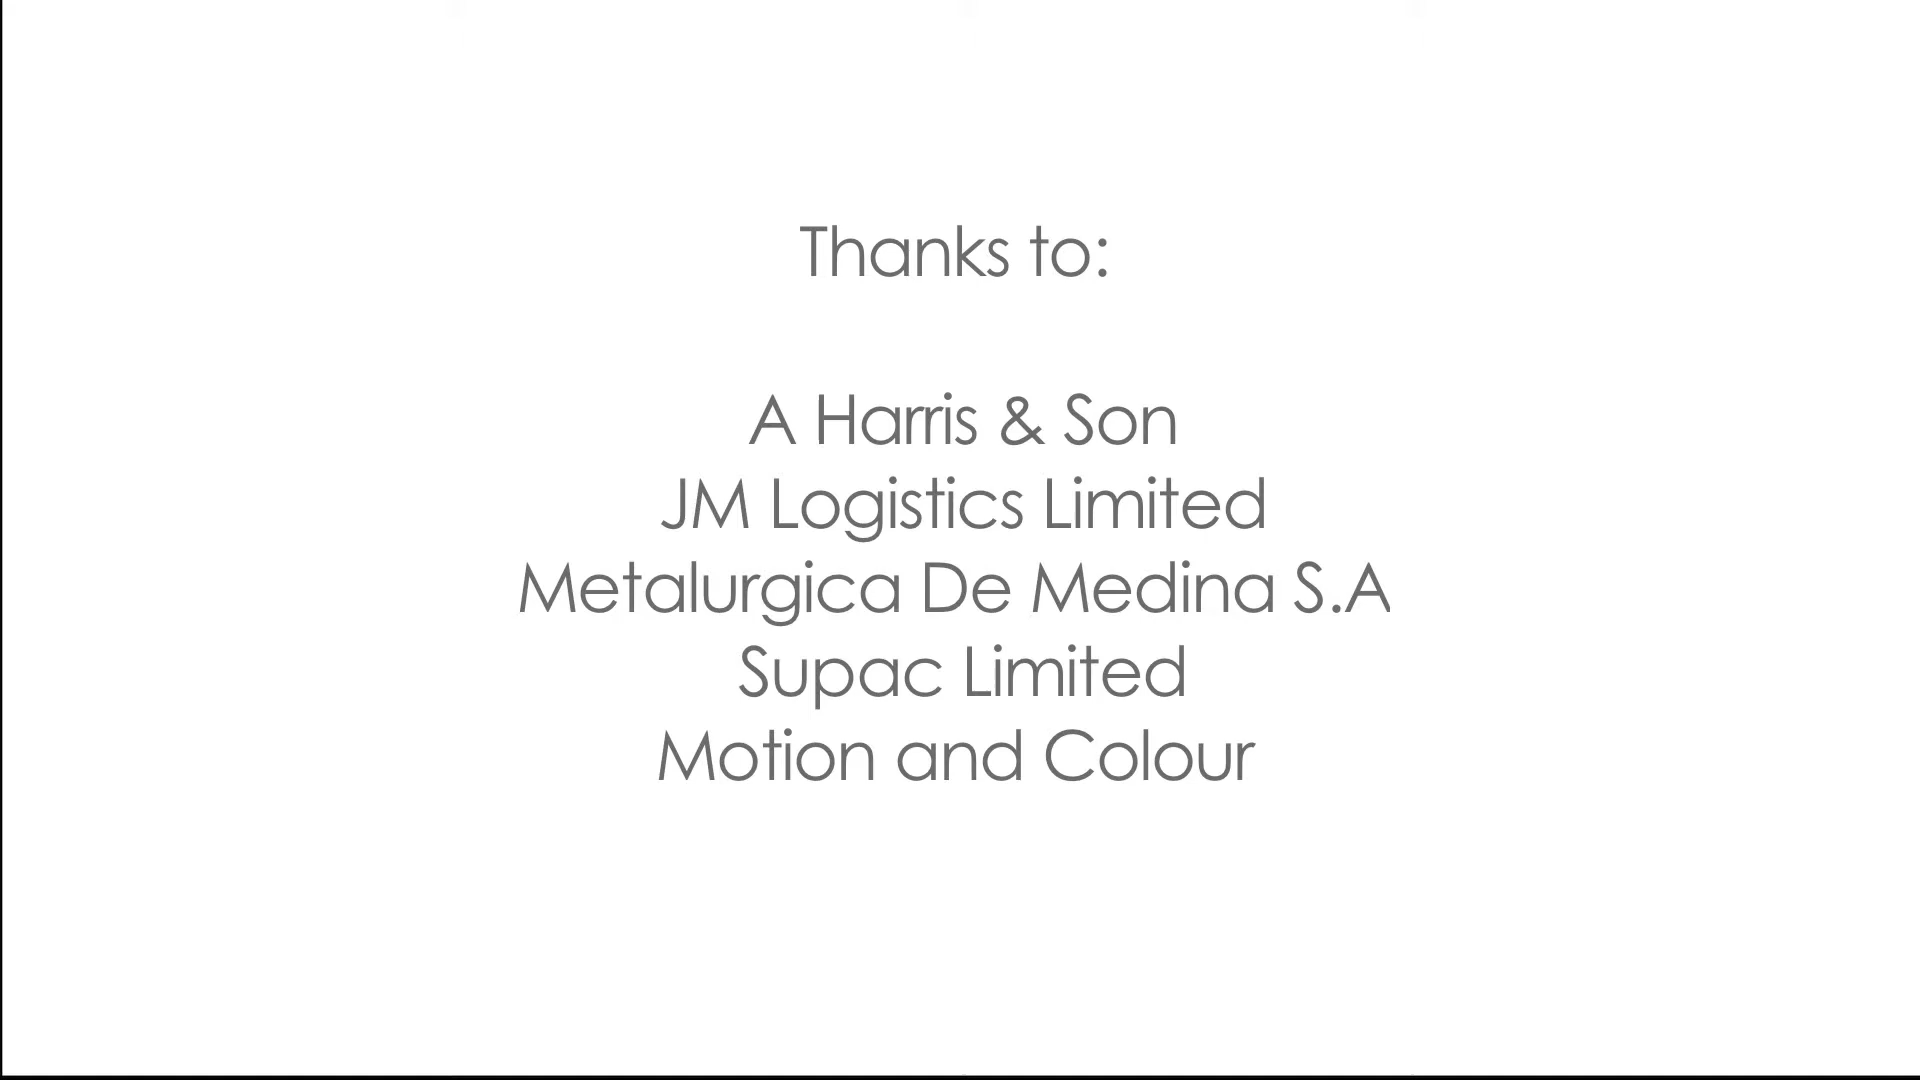 Thanks to:
A Harris & Son
JM Logistics Limited
Metalurgica De Medina S.A
Supac Limited
Motion and Colour